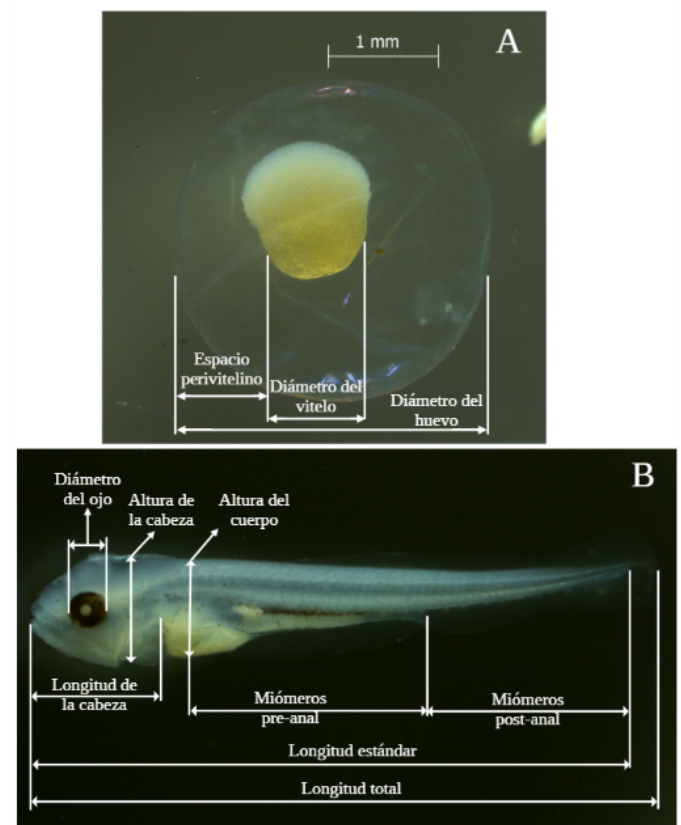 1 mm
A
Espacio
perivitelino
Diámetro del
vitelo
Diámetro del
huevo
B
Diámetro
del ojo
Altura de
la cabeza
Altura del
cuerpo
Longitud de
la cabeza
Miómeros
pre-anal
Miómeros
post-anal
Longitud estándar
Longitud total